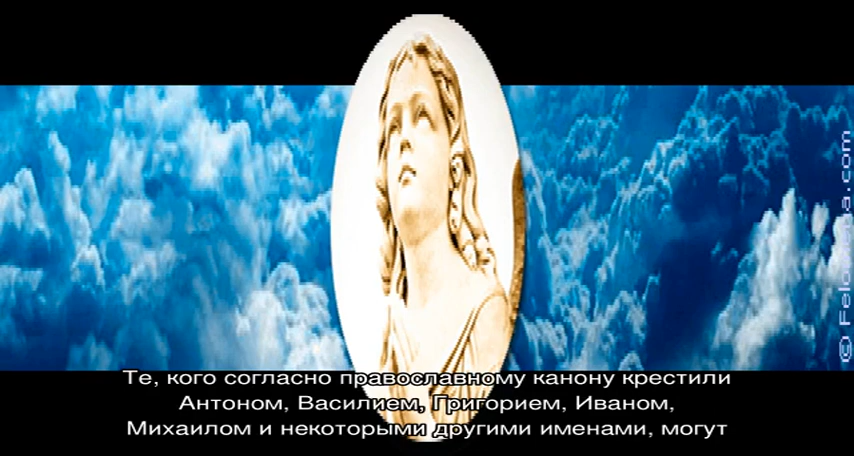 Те, кого согласно православному канону крестили
Антоном, Василием, Григорием, Иваном,
Михаилом и некоторыми другими именами, могут